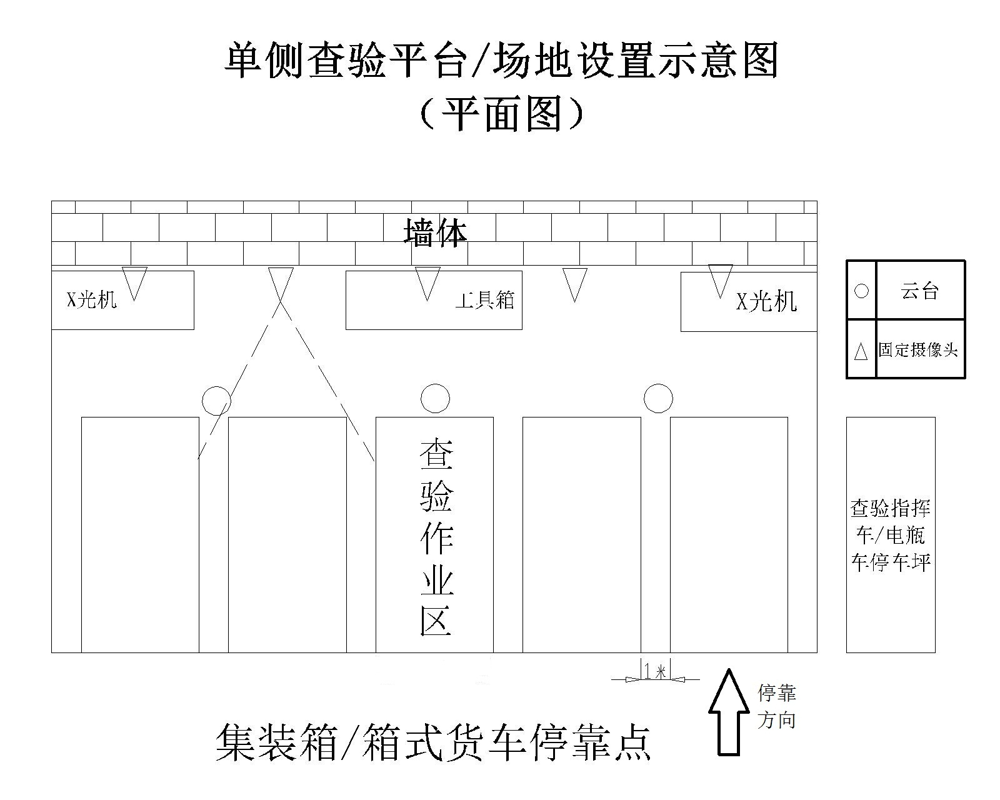 单侧查验平台/场地设置示意图
（平面图）
墙体
X光机
工具箱
X光机
云台
固定摄像头
查
验
作
业
区
查验指挥
车/电瓶
车停车坪
1米
停靠
方向
集装箱/箱式货车停靠点